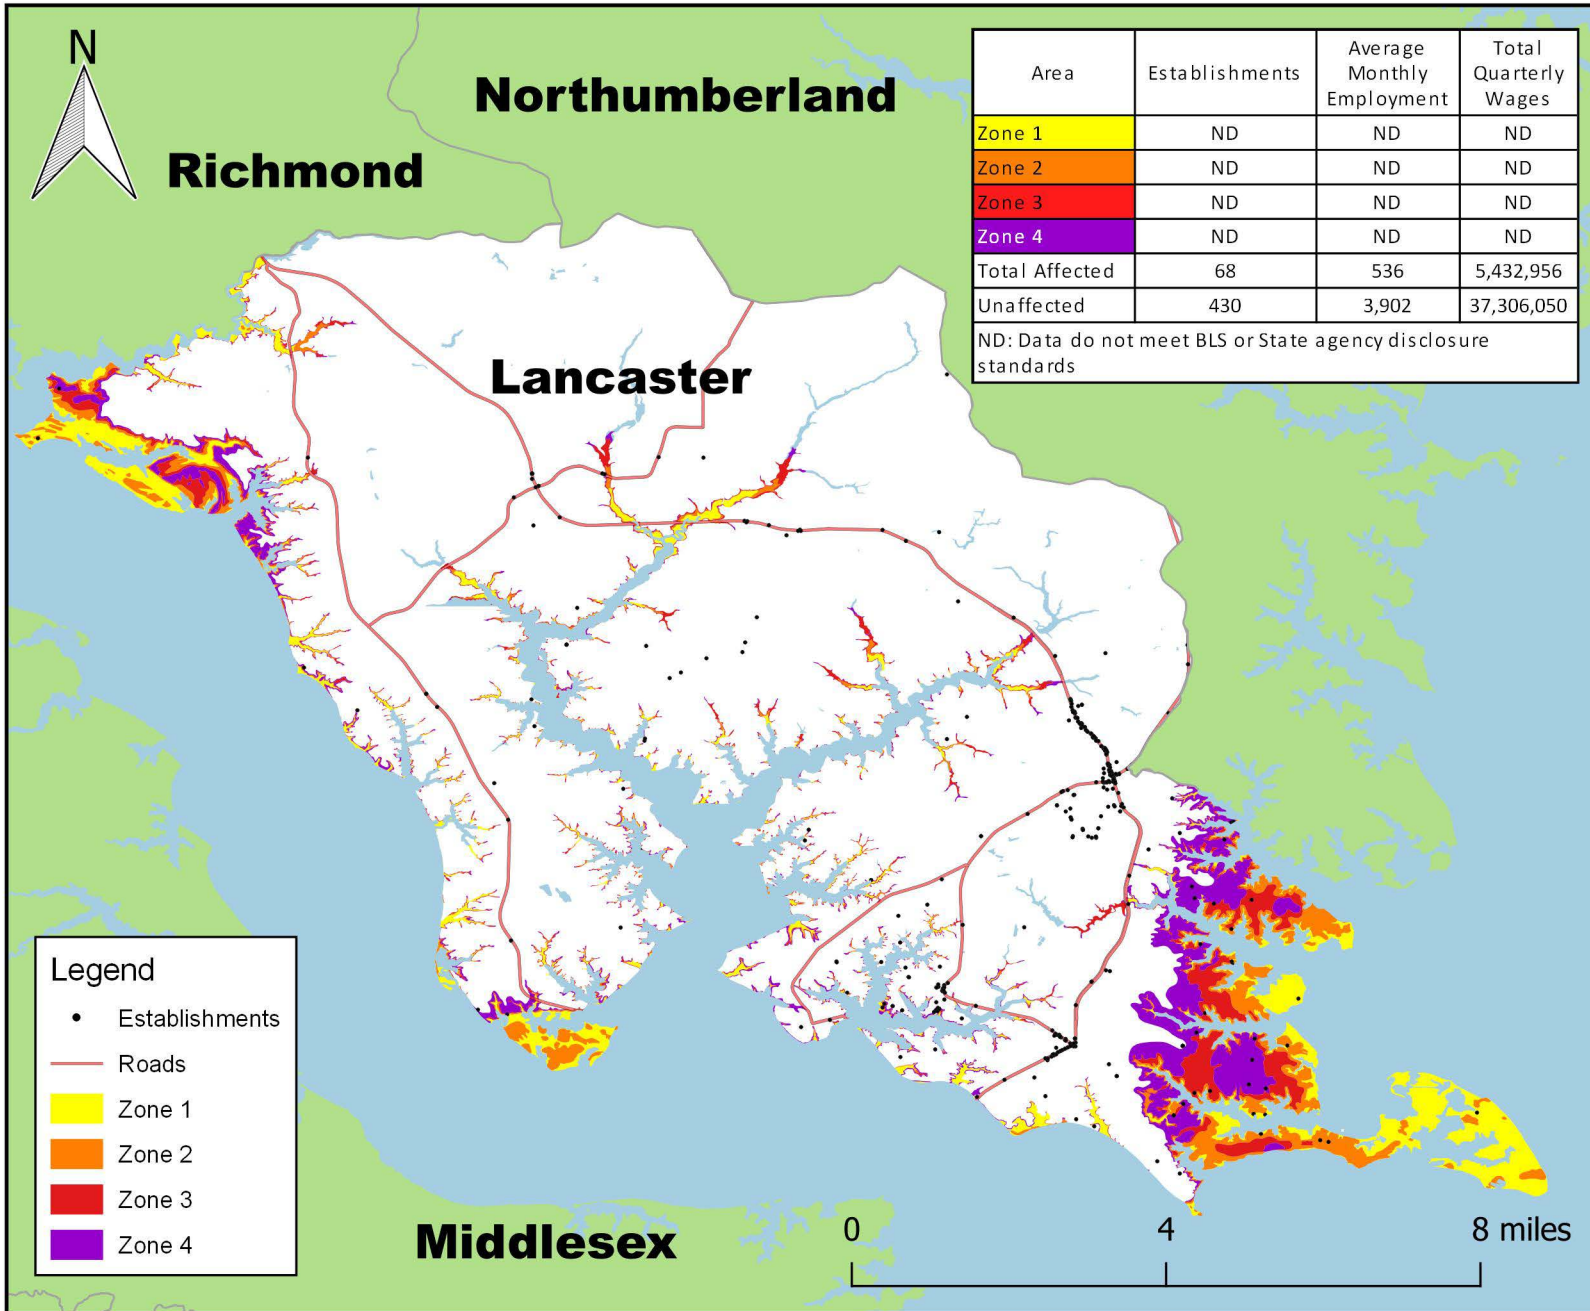 N
Northumberland
Richmond
Lancaster
Middlesex
Area Establishments Average Monthly Employment Total Quarterly Wages
Zone 1 ND ND ND
Zone 2 ND ND ND
Zone 3 ND ND ND
Zone 4 ND ND ND
Total Affected 68 536 5,432,956
Unaffected 430 3,902 37,306,050
ND: Data do not meet BLS or State agency disclosure
standards
Legend
Establishments
Roads
Zone 1
Zone 2
Zone 3
Zone 4
0 4 8 miles